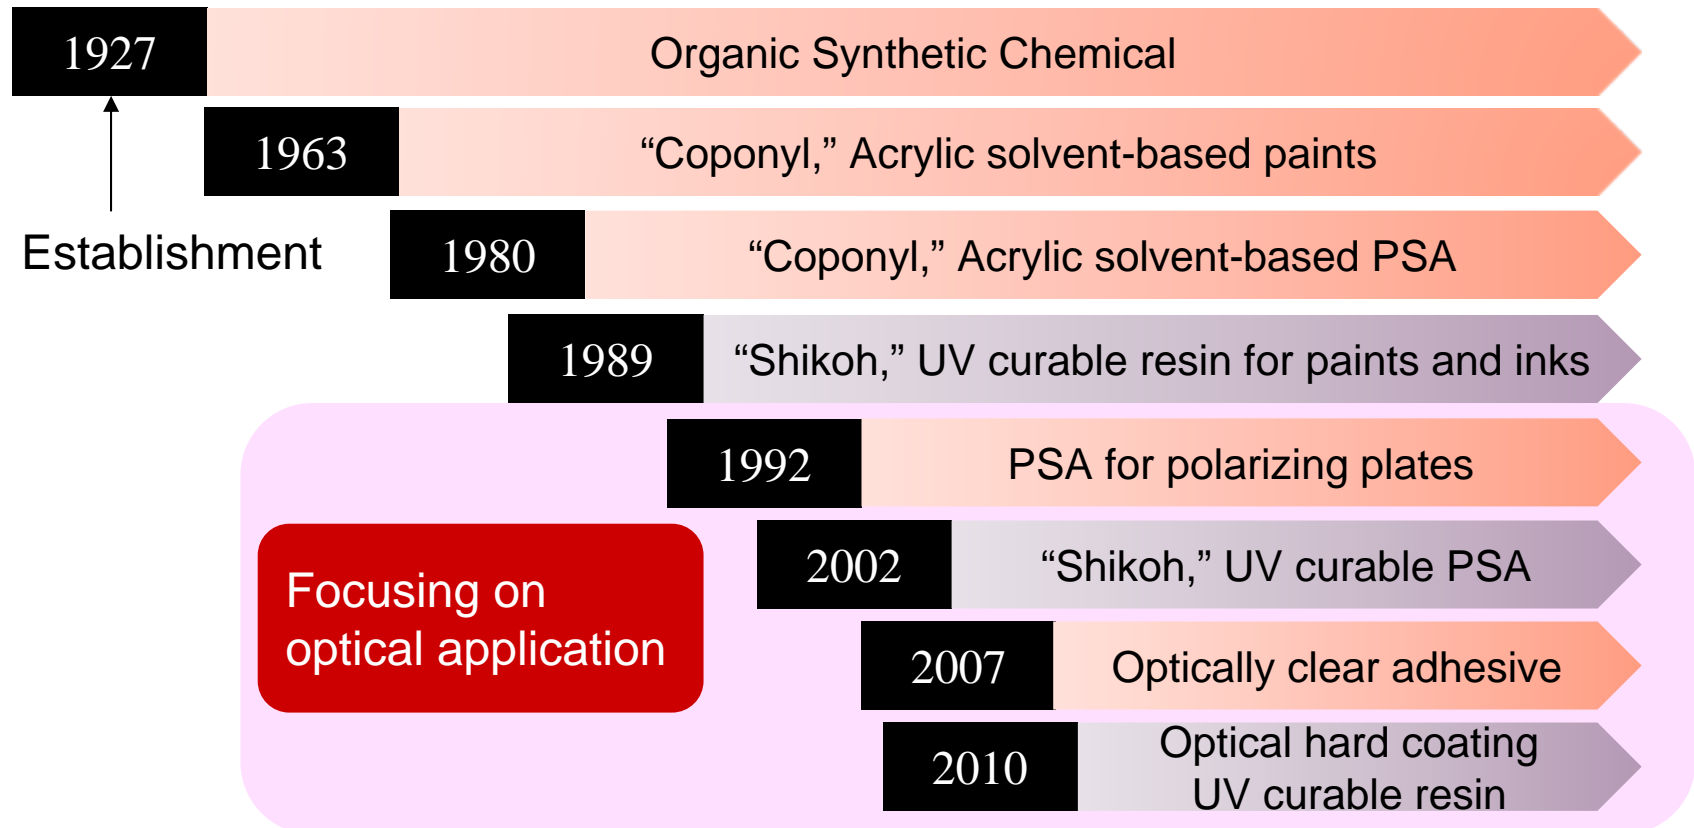 1927
Organic Synthetic Chemical
1963
“Coponyl,” Acrylic solvent-based paints
Establishment
1980
“Coponyl,” Acrylic solvent-based PSA
1989
“Shikoh,” UV curable resin for paints and inks
1992
PSA for polarizing plates
2002
“Shikoh,” UV curable PSA
Focusing on
optical application
2007
Optically clear adhesive
2010
Optical hard coating
UV curable resin